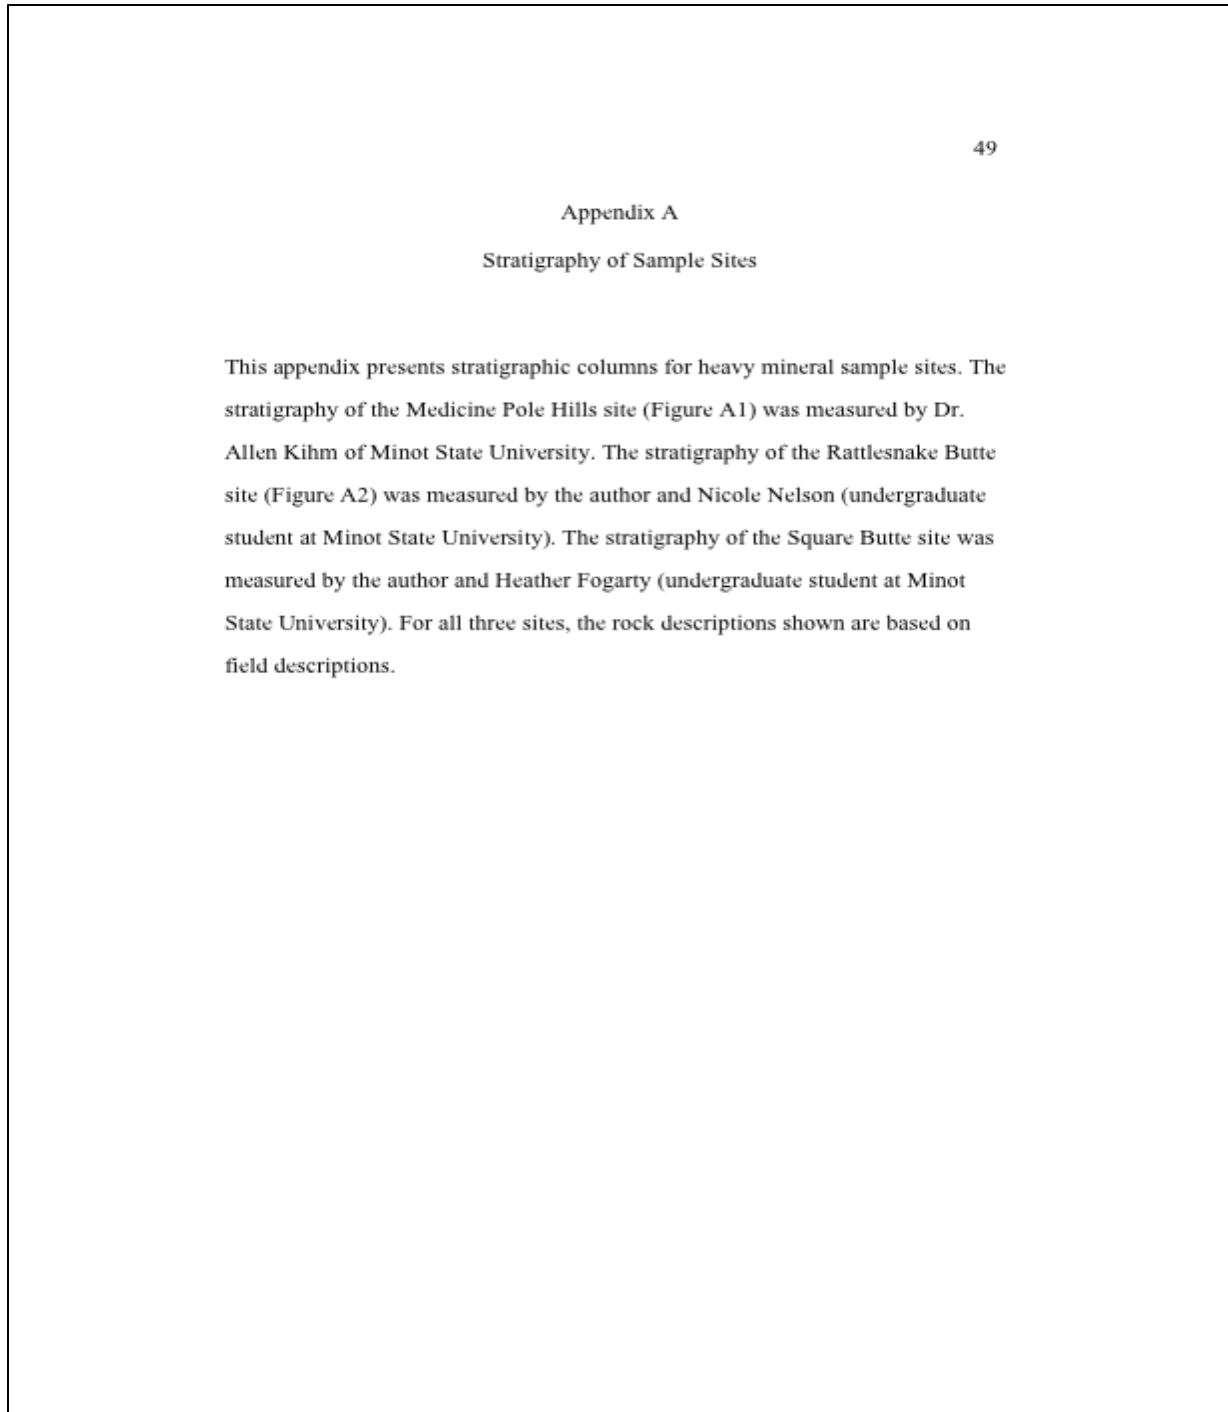 49
Appendix A
Stratigraphy of Sample Sites
This appendix presents stratigraphic columns for heavy mineral sample sites. The
stratigraphy of the Medicine Pole Hills site (Figure A1) was measured by Dr.
Allen Kihm of Minot State University. The stratigraphy of the Rattlesnake Butte
site (Figure A2) was measured by the author and Nicole Nelson (undergraduate
student at Minot State University). The stratigraphy of the Square Butte site was
measured by the author and Heather Fogarty (undergraduate student at Minot
State University). For all three sites, the rock descriptions shown are based on
field descriptions.